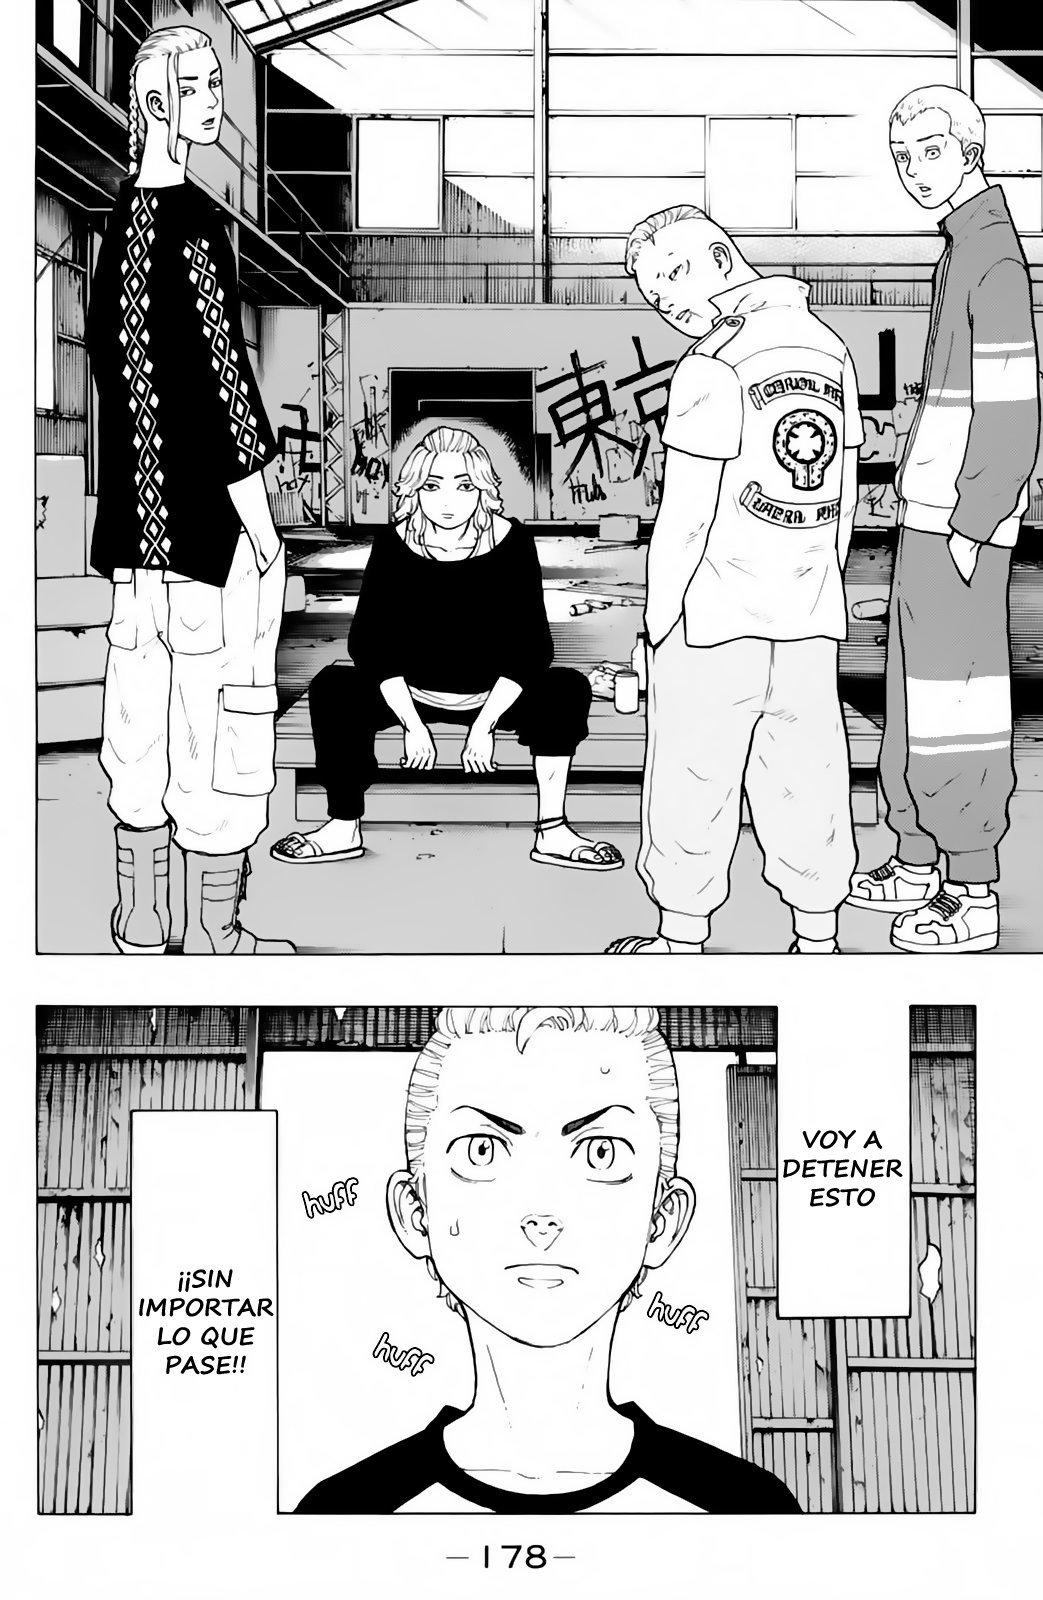 東京
VOY A
DETENER
ESTO
huff
huff
huff
¡¡SIN
IMPORTAR
LO QUE
PASE!!
—178—